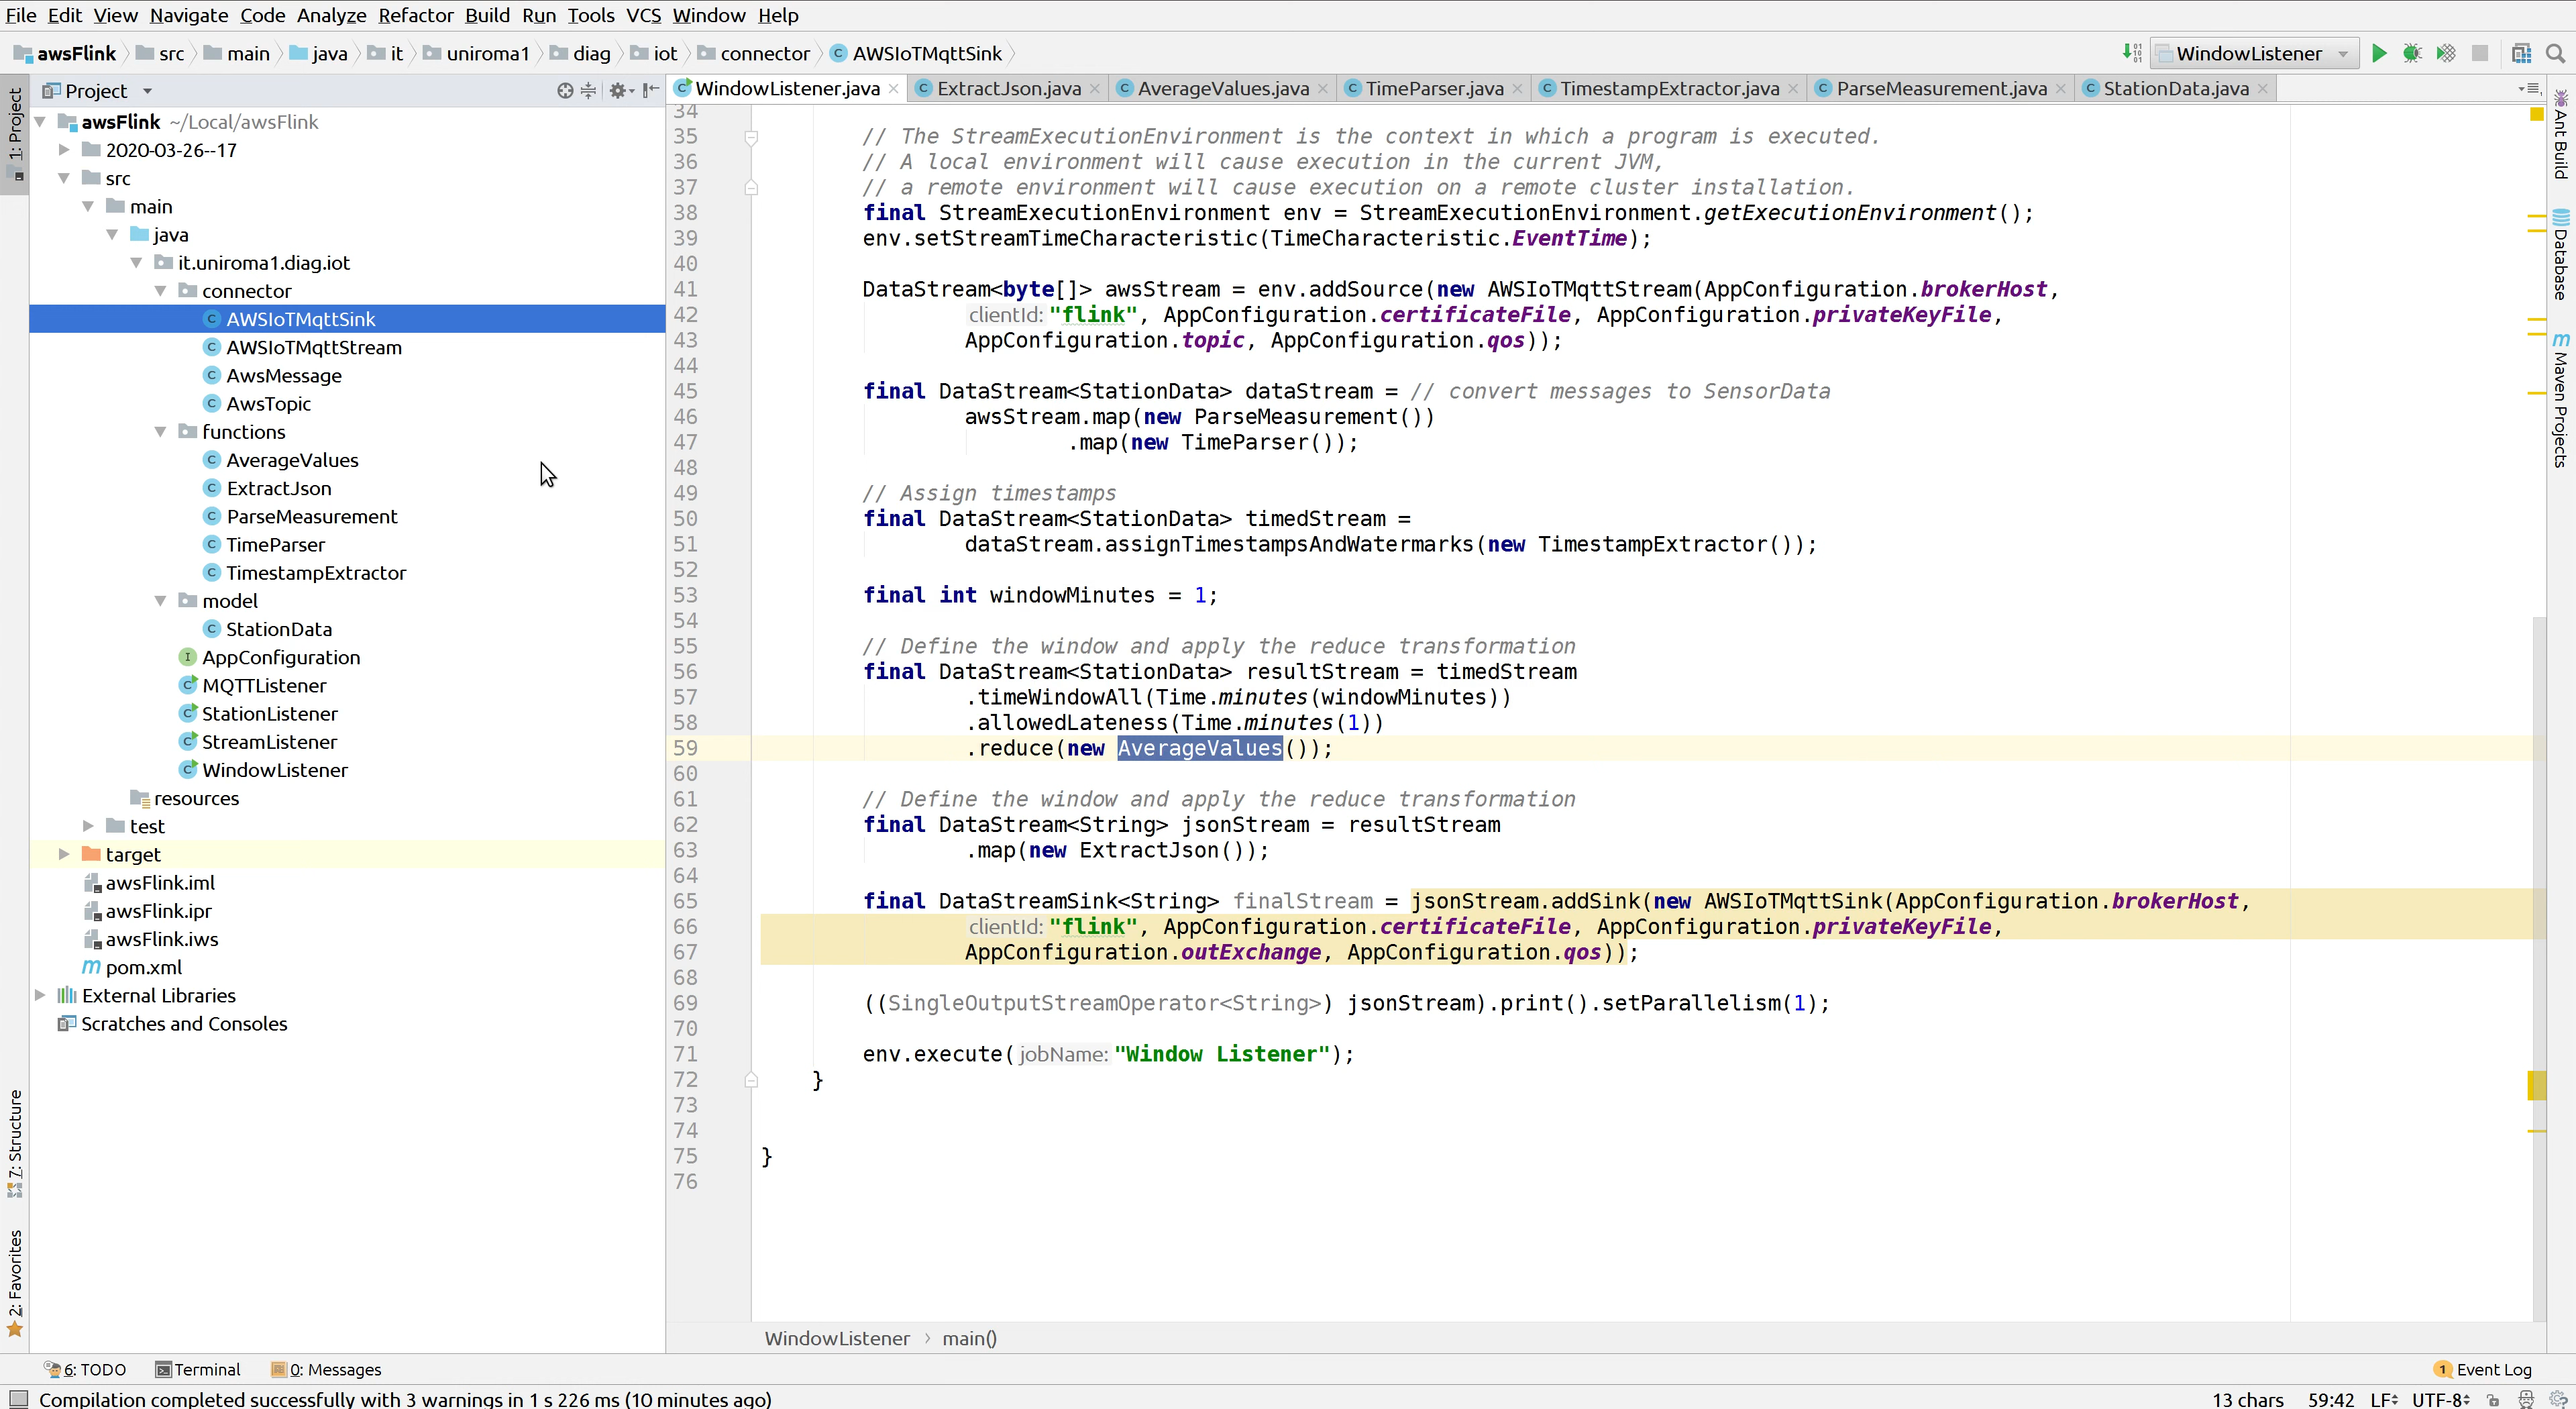 File Edit View Navigate Code Analyze Refactor Build Run Tools VCS Window Help
awsFlink src main java it uniroma1 diag iot connector AWSIoTMqttSink WindowListener
1: Project
7: Structure
2: Favorites
Project
awsFlink ~/Local/awsFlink
2020-03-26--17
src
main
java
it.uniroma1.diag.iot
connector
AWSIoTMqttSink
AWSIoTMqttStream
AwsMessage
AwsTopic
functions
AverageValues
ExtractJson
ParseMeasurement
TimeParser
TimestampExtractor
model
StationData
AppConfiguration
MQTTListener
StationListener
StreamListener
WindowListener
resources
test
target
awsFlink.iml
awsFlink.ipr
awsFlink.iws
pom.xml
External Libraries
Scratches and Consoles
WindowListener.java ExtractJson.java AverageValues.java TimeParser.java TimestampExtractor.java ParseMeasurement.java StationData.java
34
35 // The StreamExecutionEnvironment is the context in which a program is executed.
36 // A local environment will cause execution in the current JVM,
37 // a remote environment will cause execution on a remote cluster installation.
38 final StreamExecutionEnvironment env = StreamExecutionEnvironment.getExecutionEnvironment();
39 env.setStreamTimeCharacteristic(TimeCharacteristic.EventTime);
40
41 DataStream<byte[]> awsStream = env.addSource(new AWSIoTMqttStream(AppConfiguration.brokerHost,
42 clientId: "flink", AppConfiguration.certificateFile, AppConfiguration.privateKeyFile,
43 AppConfiguration.topic, AppConfiguration.qos));
44
45 final DataStream<StationData> dataStream = // convert messages to SensorData
46 awsStream.map(new ParseMeasurement())
47 .map(new TimeParser());
48
49 // Assign timestamps
50 final DataStream<StationData> timedStream =
51 dataStream.assignTimestampsAndWatermarks(new TimestampExtractor());
52
53 final int windowMinutes = 1;
54
55 // Define the window and apply the reduce transformation
56 final DataStream<StationData> resultStream = timedStream
57 .timeWindowAll(Time.minutes(windowMinutes))
58 .allowedLateness(Time.minutes(1))
59 .reduce(new AverageValues());
60
61 // Define the window and apply the reduce transformation
62 final DataStream<String> jsonStream = resultStream
63 .map(new ExtractJson());
64
65 final DataStreamSink<String> finalStream = jsonStream.addSink(new AWSIoTMqttSink(AppConfiguration.brokerHost,
66 clientId: "flink", AppConfiguration.certificateFile, AppConfiguration.privateKeyFile,
67 AppConfiguration.outExchange, AppConfiguration.qos));
68
69 ((SingleOutputStreamOperator<String>) jsonStream).print().setParallelism(1);
70
71 env.execute( jobName: "Window Listener");
72 }
73
74
75 }
76
WindowListener › main()
Ant Build
Database
Maven Projects
6: TODO Terminal 0: Messages 1 Event Log
Compilation completed successfully with 3 warnings in 1 s 226 ms (10 minutes ago) 13 chars 59:42 LF UTF-8